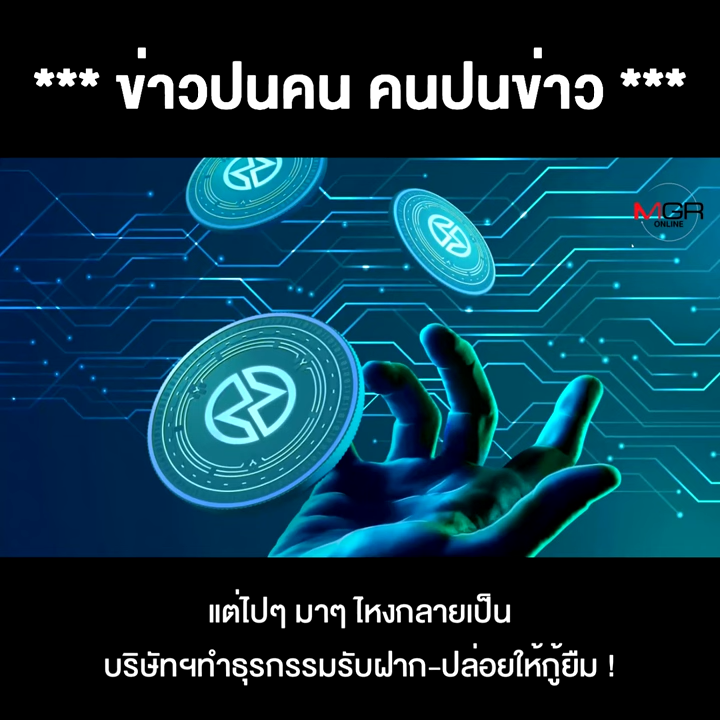 *** ข่าวปนคน คนปนข่าว ***
MGR
ONLINE
แต่ไปๆ มาๆ ไหงกลายเป็น
บริษัทฯทำธุรกรรมรับฝาก-ปล่อยให้กู้ยืม !